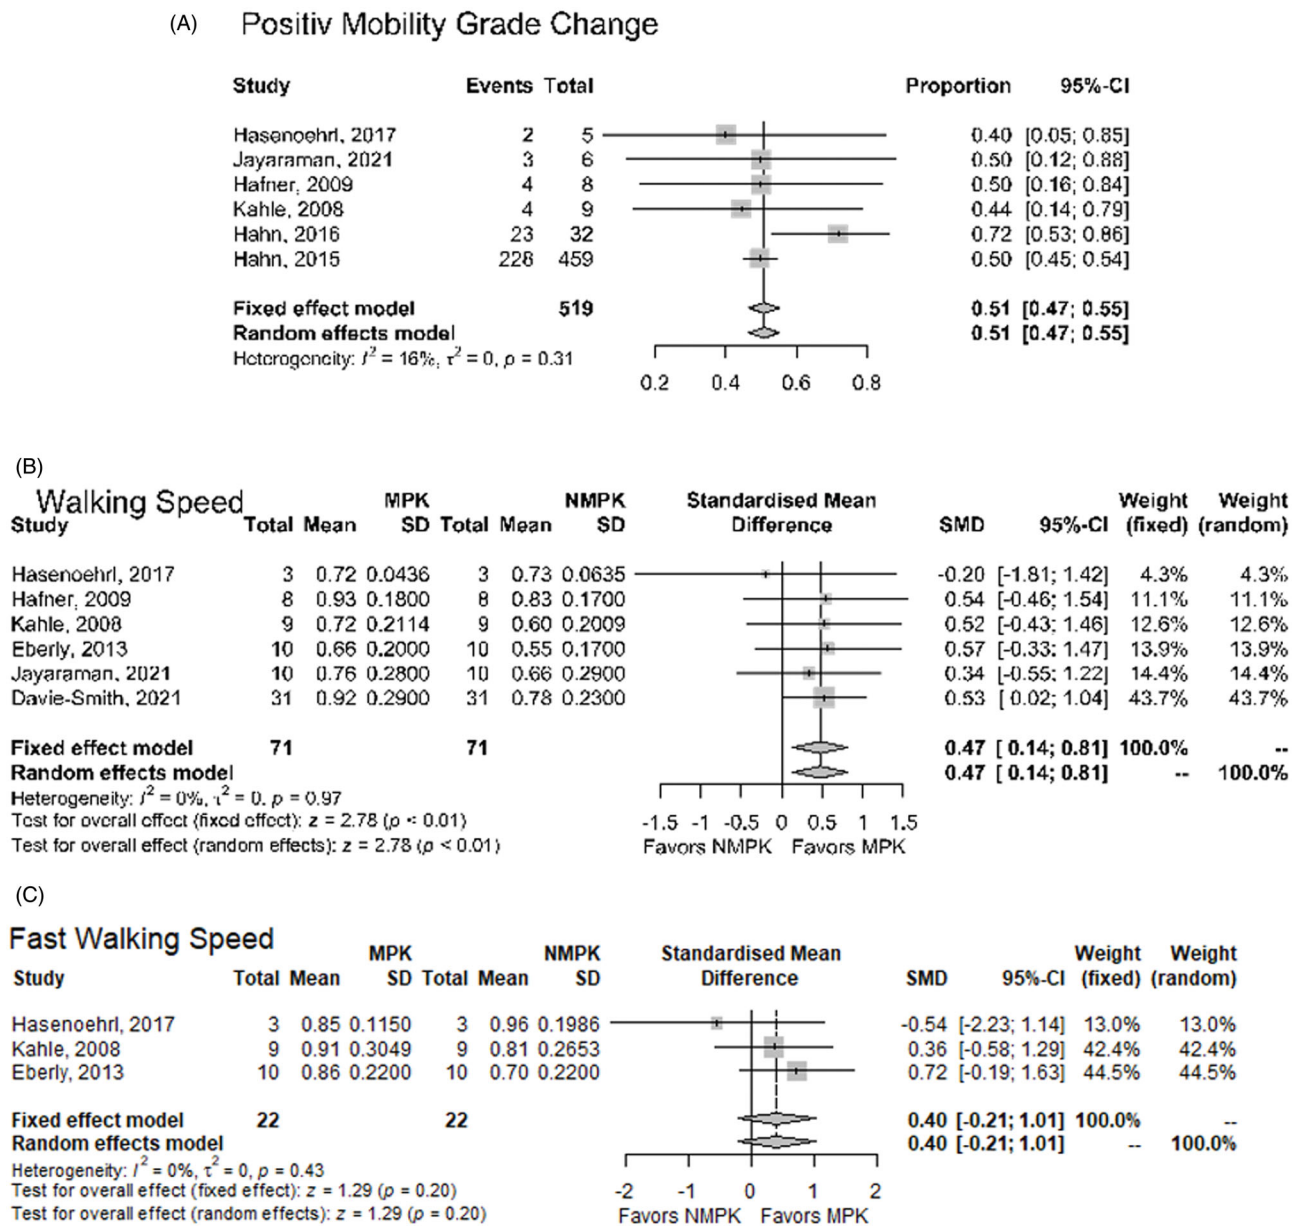 (A) Positiv Mobility Grade Change
Study Events Total Proportion 95%-CI
Hasenoehrl, 2017 2 5 0.40 [0.05; 0.85]
Jayaraman, 2021 3 6 0.50 [0.12; 0.88]
Hafner, 2009 4 8 0.50 [0.16; 0.84]
Kahle, 2008 4 9 0.44 [0.14; 0.79]
Hahn, 2016 23 32 0.72 [0.53; 0.86]
Hahn, 2015 228 459 0.50 [0.45; 0.54]
Fixed effect model 519 0.51 [0.47; 0.55]
Random effects model 0.51 [0.47; 0.55]
Heterogeneity: I² = 16%, τ² = 0, p = 0.31
0.2 0.4 0.6 0.8
(B)
Walking Speed MPK NMPK Standardised Mean Weight Weight
Study Total Mean SD Total Mean SD Difference SMD 95%-CI (fixed) (random)
Hasenoehrl, 2017 3 0.72 0.0436 3 0.73 0.0635 -0.20 [-1.81; 1.42] 4.3% 4.3%
Hafner, 2009 8 0.93 0.1800 8 0.83 0.1700 0.54 [-0.46; 1.54] 11.1% 11.1%
Kahle, 2008 9 0.72 0.2114 9 0.60 0.2009 0.52 [-0.43; 1.46] 12.6% 12.6%
Eberly, 2013 10 0.66 0.2000 10 0.55 0.1700 0.57 [-0.33; 1.47] 13.9% 13.9%
Jayaraman, 2021 10 0.76 0.2800 10 0.66 0.2900 0.34 [-0.55; 1.22] 14.4% 14.4%
Davie-Smith, 2021 31 0.92 0.2900 31 0.78 0.2300 0.53 [ 0.02; 1.04] 43.7% 43.7%
Fixed effect model 71 71 0.47 [ 0.14; 0.81] 100.0% --
Random effects model 0.47 [ 0.14; 0.81] -- 100.0%
Heterogeneity: I² = 0%, τ² = 0, p = 0.97
Test for overall effect (fixed effect): z = 2.78 (p < 0.01)
Test for overall effect (random effects): z = 2.78 (p < 0.01)
-1.5 -1 -0.5 0 0.5 1 1.5
Favors NMPK Favors MPK
(C)
Fast Walking Speed MPK NMPK Standardised Mean Weight Weight
Study Total Mean SD Total Mean SD Difference SMD 95%-CI (fixed) (random)
Hasenoehrl, 2017 3 0.85 0.1150 3 0.96 0.1986 -0.54 [-2.23; 1.14] 13.0% 13.0%
Kahle, 2008 9 0.91 0.3049 9 0.81 0.2653 0.36 [-0.58; 1.29] 42.4% 42.4%
Eberly, 2013 10 0.86 0.2200 10 0.70 0.2200 0.72 [-0.19; 1.63] 44.5% 44.5%
Fixed effect model 22 22 0.40 [-0.21; 1.01] 100.0% --
Random effects model 0.40 [-0.21; 1.01] -- 100.0%
Heterogeneity: I² = 0%, τ² = 0, p = 0.43
Test for overall effect (fixed effect): z = 1.29 (p = 0.20)
Test for overall effect (random effects): z = 1.29 (p = 0.20)
-2 -1 0 1 2
Favors NMPK Favors MPK